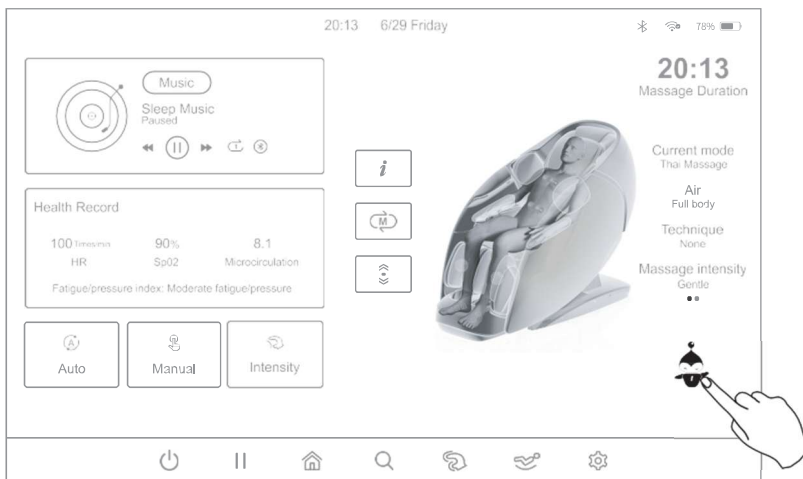 20:13 6/29 Friday 78%
Music
Sleep Music
Paused
Health Record
100 Times/min 90% 8.1
HR Sp02 Microcirculation
Fatigue/pressure index: Moderate fatigue/pressure
Auto Manual Intensity
i
M
20:13
Massage Duration
Current mode
Thai Massage
Air
Full body
Technique
None
Massage intensity
Gentle